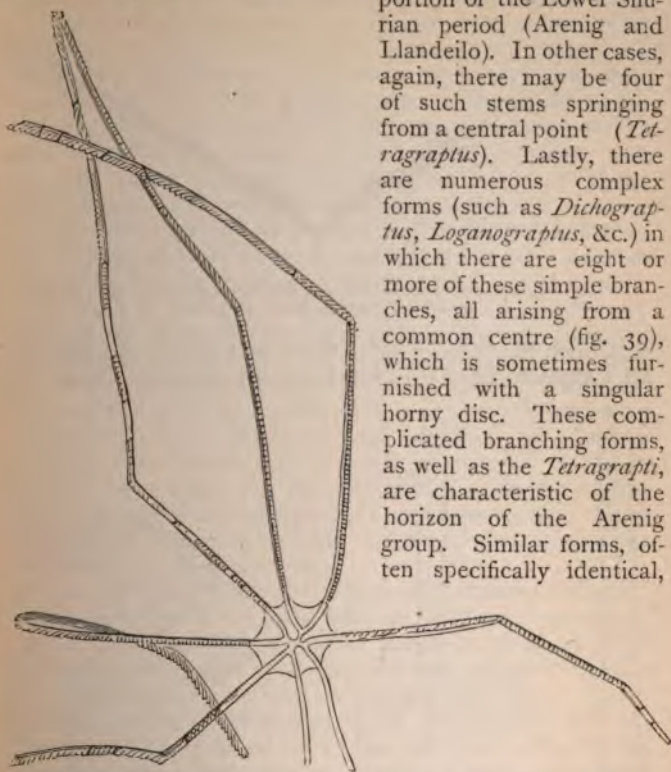 portion of the Lower Silu-
rian period (Arenig and
Llandeilo). In other cases,
again, there may be four
of such stems springing
from a central point (Tet-
ragraptus). Lastly, there
are numerous complex
forms (such as Dichograp-
tus, Loganograptus, &c.) in
which there are eight or
more of these simple bran-
ches, all arising from a
common centre (fig. 39),
which is sometimes fur-
nished with a singular
horny disc. These com-
plicated branching forms,
as well as the Tetragrapti,
are characteristic of the
horizon of the Arenig
group. Similar forms, of-
ten specifically identical,